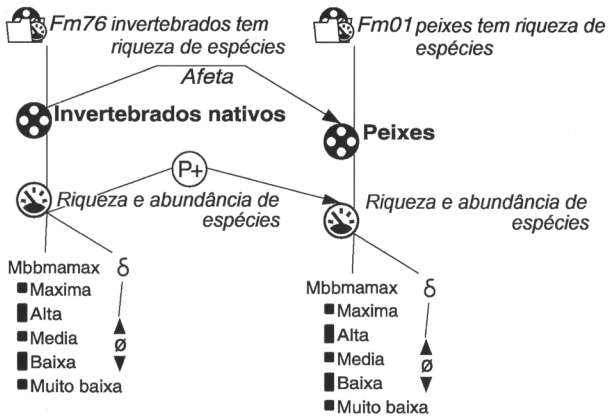 Fm76 invertebrados tem
riqueza de espécies
Afeta
Invertebrados nativos
P+
Riqueza e abundância de
espécies
Mbbmamax δ
Maxima
Alta
Media ø
Baixa
Muito baixa
Fm01 peixes tem riqueza de
espécies
Peixes
Riqueza e abundância de
espécies
Mbbmamax δ
Maxima
Alta
Media ø
Baixa
Muito baixa